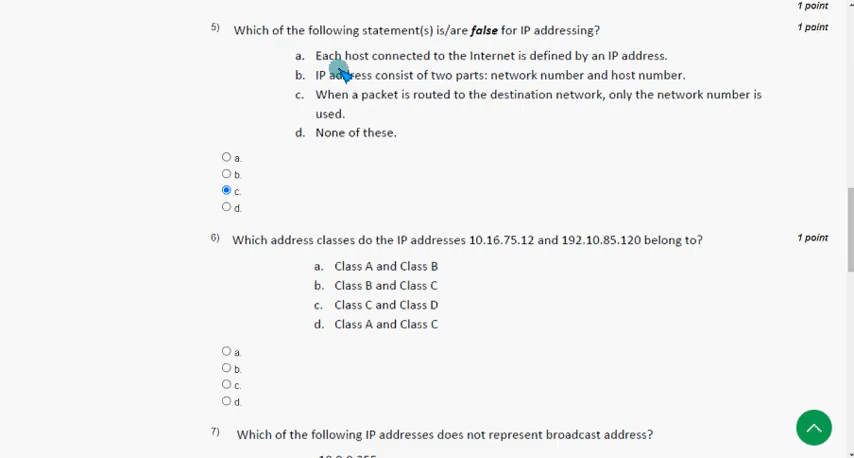 1 point
5) Which of the following statement(s) is/are false for IP addressing? 1 point
a. Each host connected to the Internet is defined by an IP address.
b. IP address consist of two parts: network number and host number.
c. When a packet is routed to the destination network, only the network number is
used.
d. None of these.
a.
b.
c.
d.
6) Which address classes do the IP addresses 10.16.75.12 and 192.10.85.120 belong to? 1 point
a. Class A and Class B
b. Class B and Class C
c. Class C and Class D
d. Class A and Class C
a.
b.
c.
d.
7) Which of the following IP addresses does not represent broadcast address?